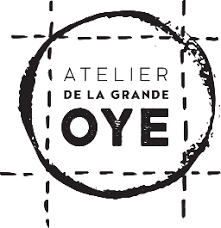 ATELIER
DE LA GRANDE
OYE